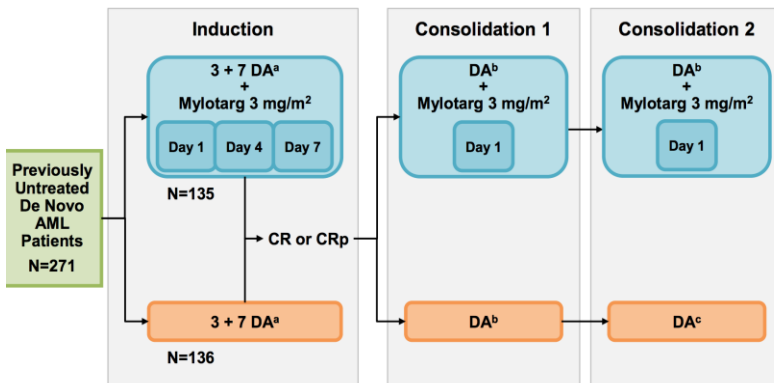 Induction
Consolidation 1
Consolidation 2
3 + 7 DAᵃ
+
Mylotarg 3 mg/m²
Day 1
Day 4
Day 7
N=135
DAᵇ
+
Mylotarg 3 mg/m²
Day 1
DAᵇ
+
Mylotarg 3 mg/m²
Day 1
Previously
Untreated
De Novo
AML
Patients
N=271
CR or CRp
3 + 7 DAᵃ
N=136
DAᵇ
DAᶜ